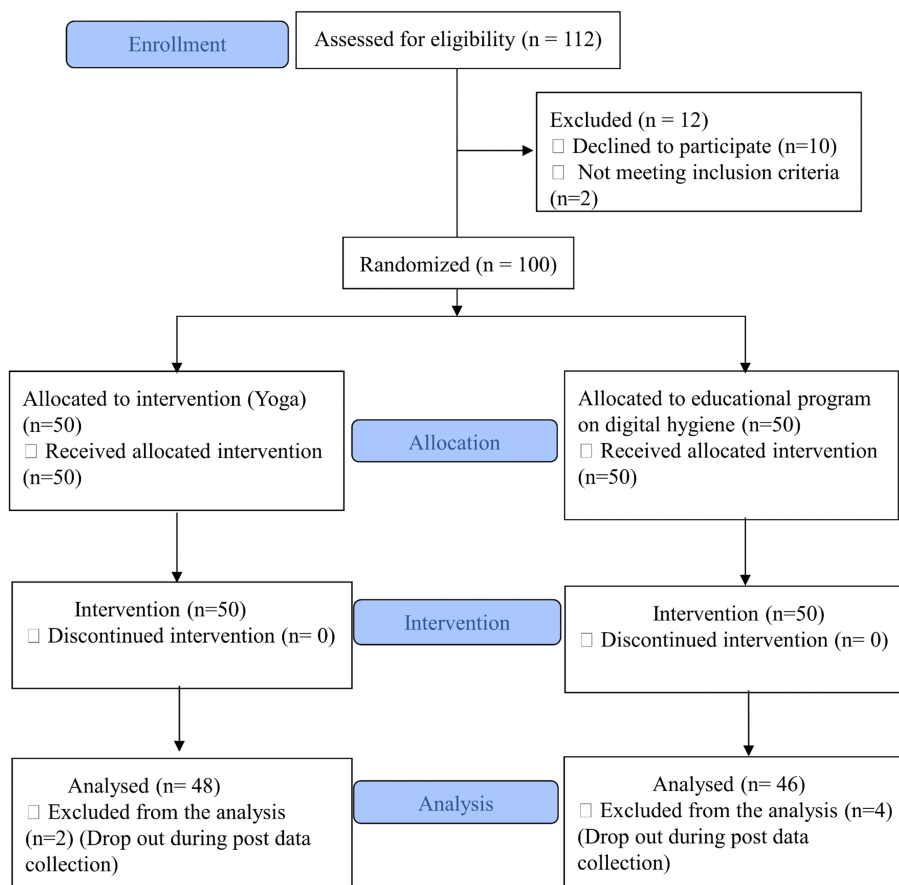 Enrollment
Assessed for eligibility (n = 112)
Excluded (n = 12)
□ Declined to participate (n=10)
□ Not meeting inclusion criteria
(n=2)
Randomized (n = 100)
Allocated to intervention (Yoga)
(n=50)
□ Received allocated intervention
(n=50)
Allocation
Allocated to educational program
on digital hygiene (n=50)
□ Received allocated intervention
(n=50)
Intervention (n=50)
□ Discontinued intervention (n= 0)
Intervention
Intervention (n=50)
□ Discontinued intervention (n= 0)
Analysed (n= 48)
□ Excluded from the analysis
(n=2) (Drop out during post data
collection)
Analysis
Analysed (n= 46)
□ Excluded from the analysis (n=4)
(Drop out during post data
collection)